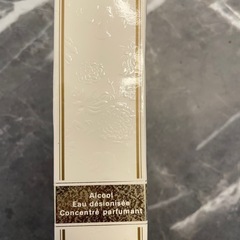 Alcool
Eau désionisée
Concentré parfumant